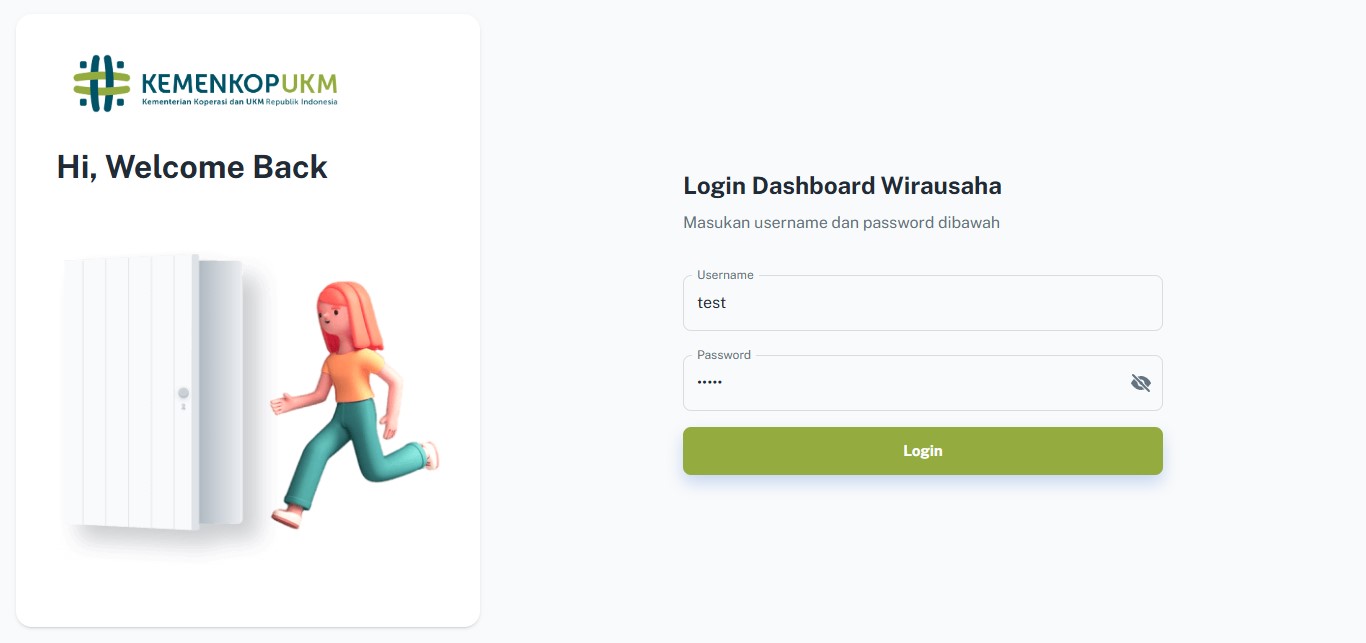 KEMENKOPUKM
Kementerian Koperasi dan UKM Republik Indonesia
Hi, Welcome Back
Login Dashboard Wirausaha
Masukan username dan password dibawah
Username
test
Password
•••••
Login